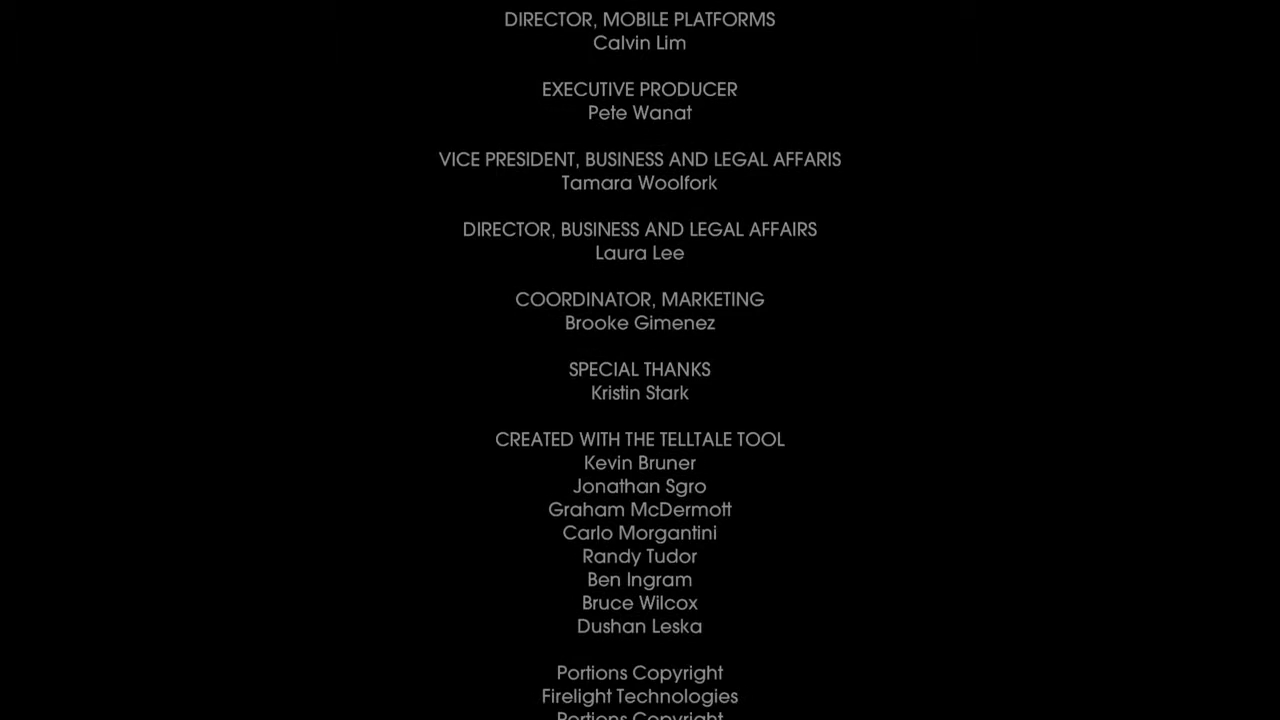 DIRECTOR, MOBILE PLATFORMS
Calvin Lim
EXECUTIVE PRODUCER
Pete Wanat
VICE PRESIDENT, BUSINESS AND LEGAL AFFARIS
Tamara Woolfork
DIRECTOR, BUSINESS AND LEGAL AFFAIRS
Laura Lee
COORDINATOR, MARKETING
Brooke Gimenez
SPECIAL THANKS
Kristin Stark
CREATED WITH THE TELLTALE TOOL
Kevin Bruner
Jonathan Sgro
Graham McDermott
Carlo Morgantini
Randy Tudor
Ben Ingram
Bruce Wilcox
Dushan Leska
Portions Copyright
Firelight Technologies
Portions Copyright